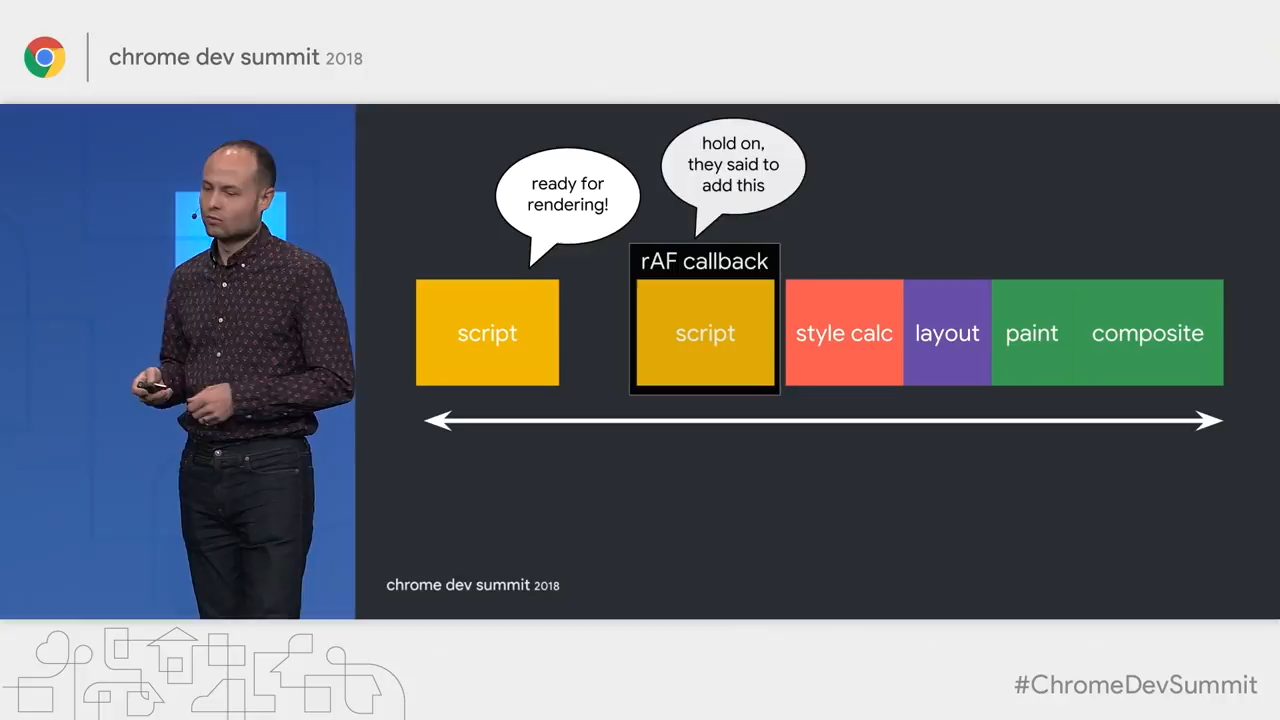 chrome dev summit 2018
ready for
rendering!
hold on,
they said to
add this
rAF callback
script
script
style calc
layout
paint
composite
chrome dev summit 2018
#ChromeDevSummit